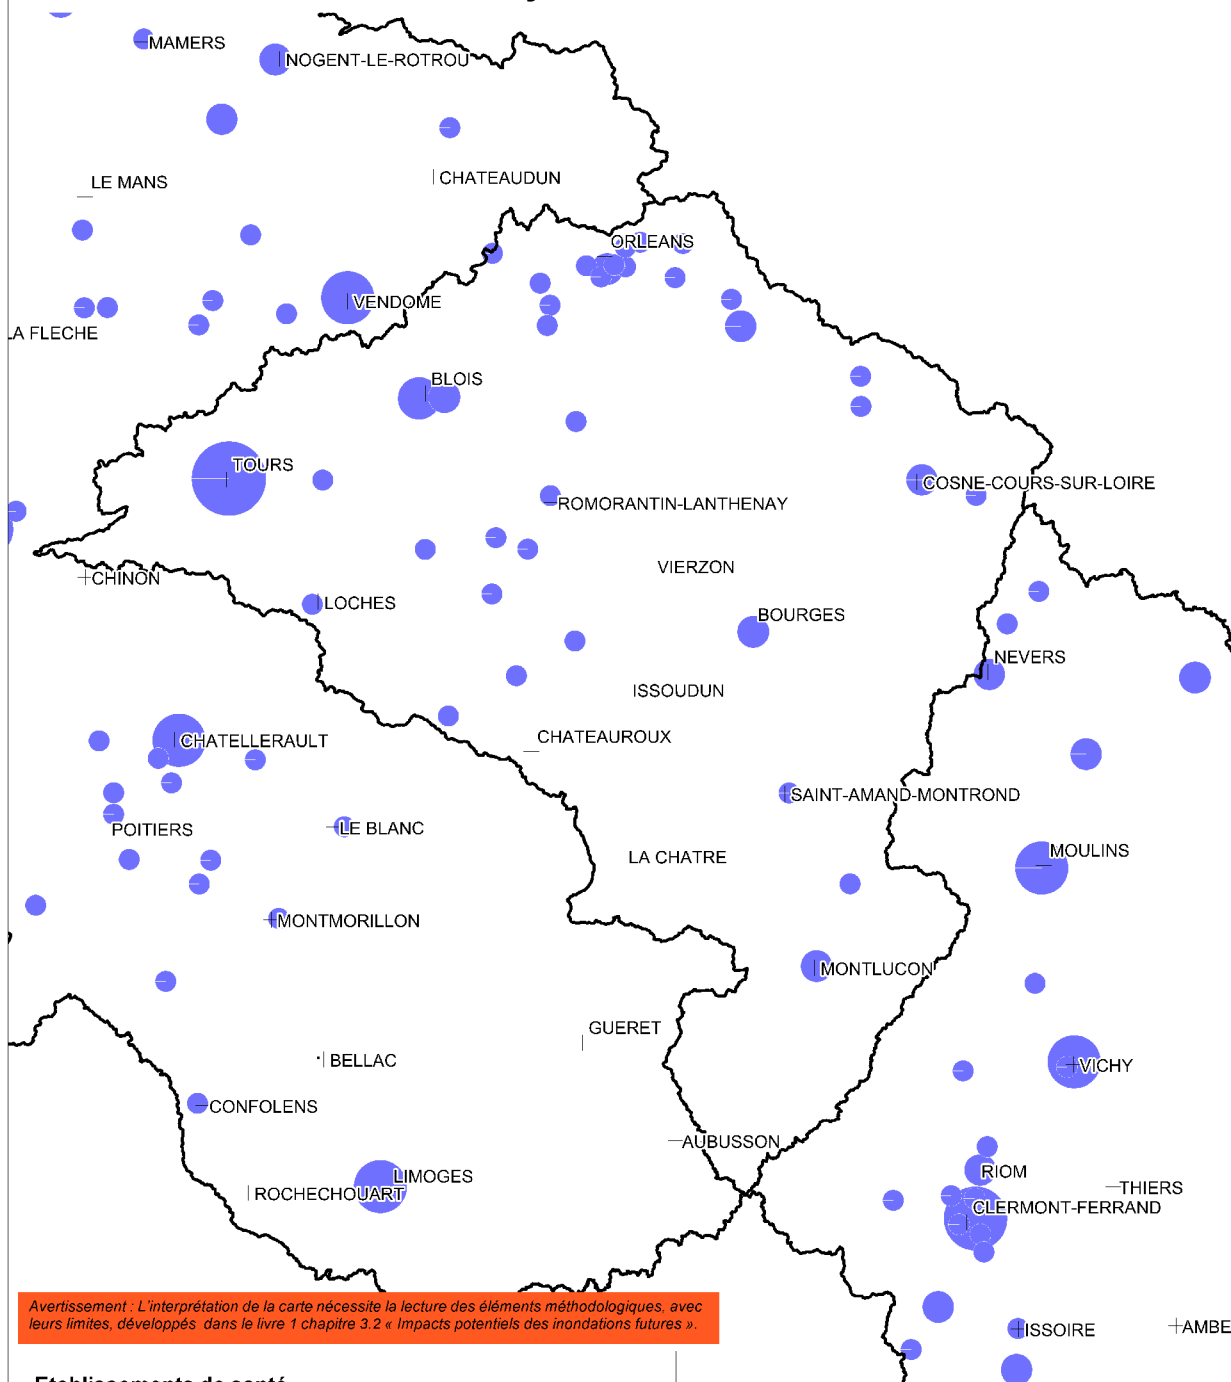 MAMERS
NOGENT-LE-ROTROU
LE MANS
CHATEAUDUN
ORLEANS
VENDOME
LA FLECHE
BLOIS
TOURS
COSNE-COURS-SUR-LOIRE
ROMORANTIN-LANTHENAY
VIERZON
CHINON
LOCHES
BOURGES
NEVERS
ISSOUDUN
CHATEAUROUX
CHATELLERAULT
SAINT-AMAND-MONTROND
POITIERS
LE BLANC
LA CHATRE
MOULINS
MONTMORILLON
MONTLUCON
GUERET
BELLAC
VICHY
CONFOLENS
AUBUSSON
RIOM
LIMOGES
ROCHECHOUART
THIERS
CLERMONT-FERRAND
Avertissement : L'interprétation de la carte nécessite la lecture des éléments méthodologiques, avec
leurs limites, développés dans le livre 1 chapitre 3.2 « Impacts potentiels des inondations futures ».
ISSOIRE
AMBE
Etablissements de santé